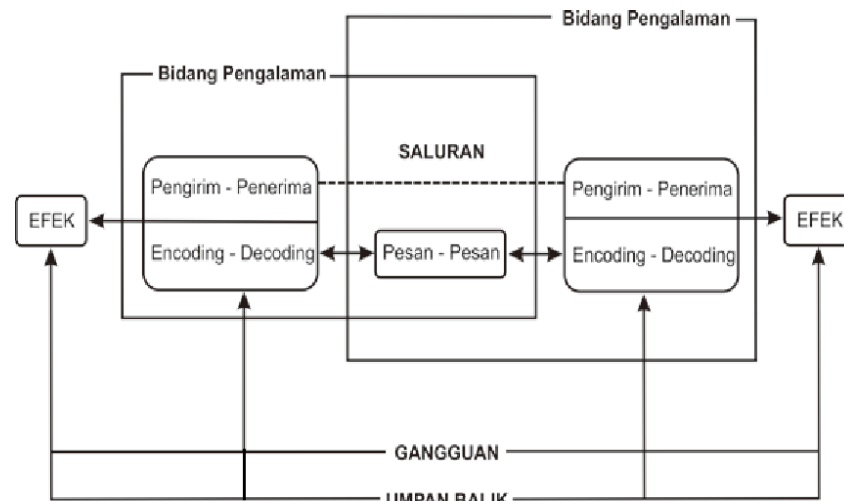 Bidang Pengalaman
Bidang Pengalaman
SALURAN
Pengirim - Penerima
Pengirim - Penerima
EFEK
EFEK
Encoding - Decoding
Pesan - Pesan
Encoding - Decoding
GANGGUAN
UMPAN BALIK